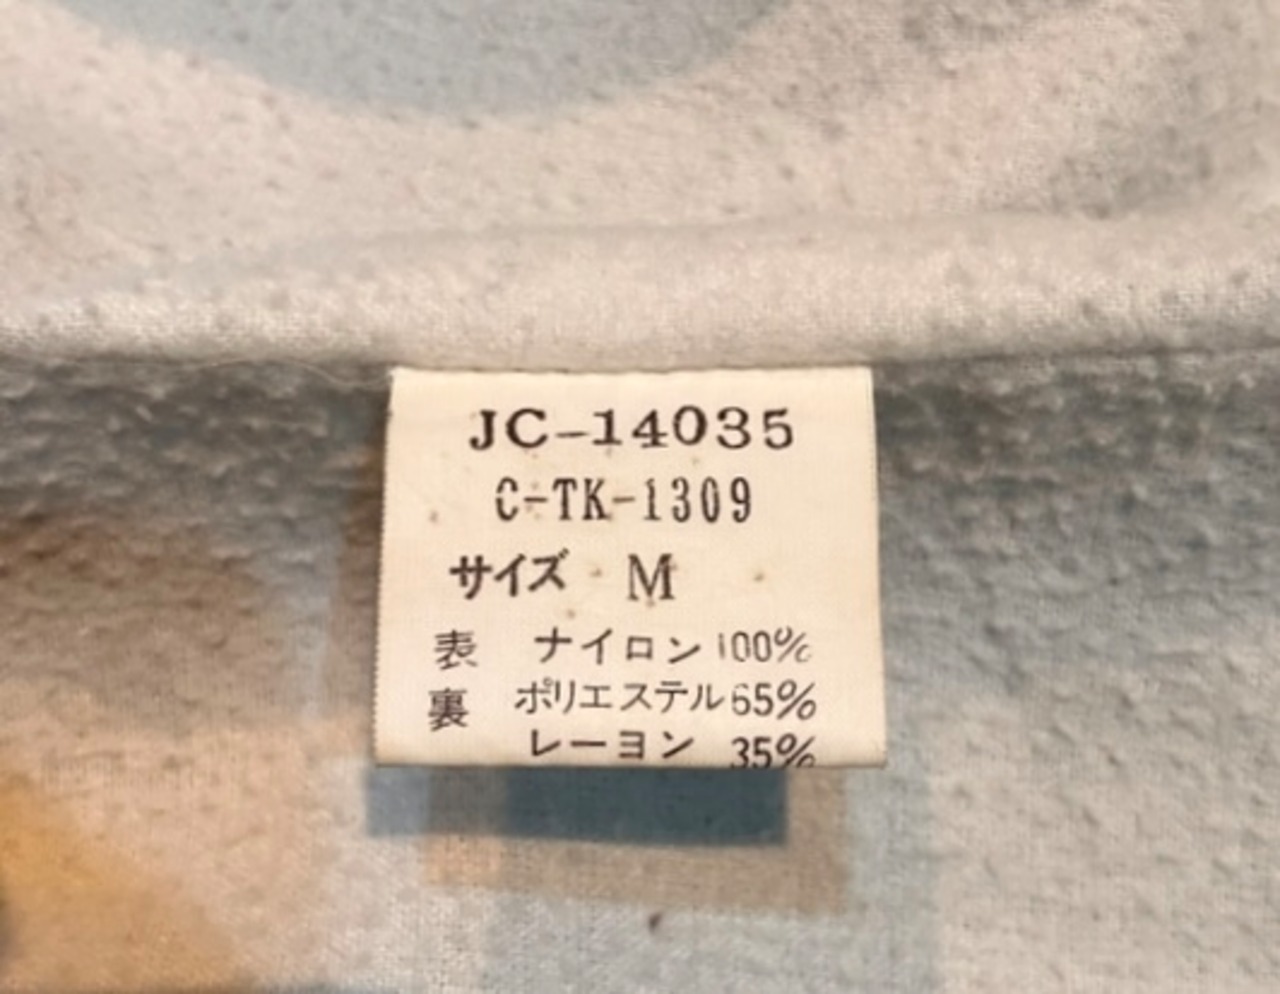 JC-14035
C-TK-1309
サイズ M
表 ナイロン 100%
裏 ポリエステル 65%
レーヨン 35%